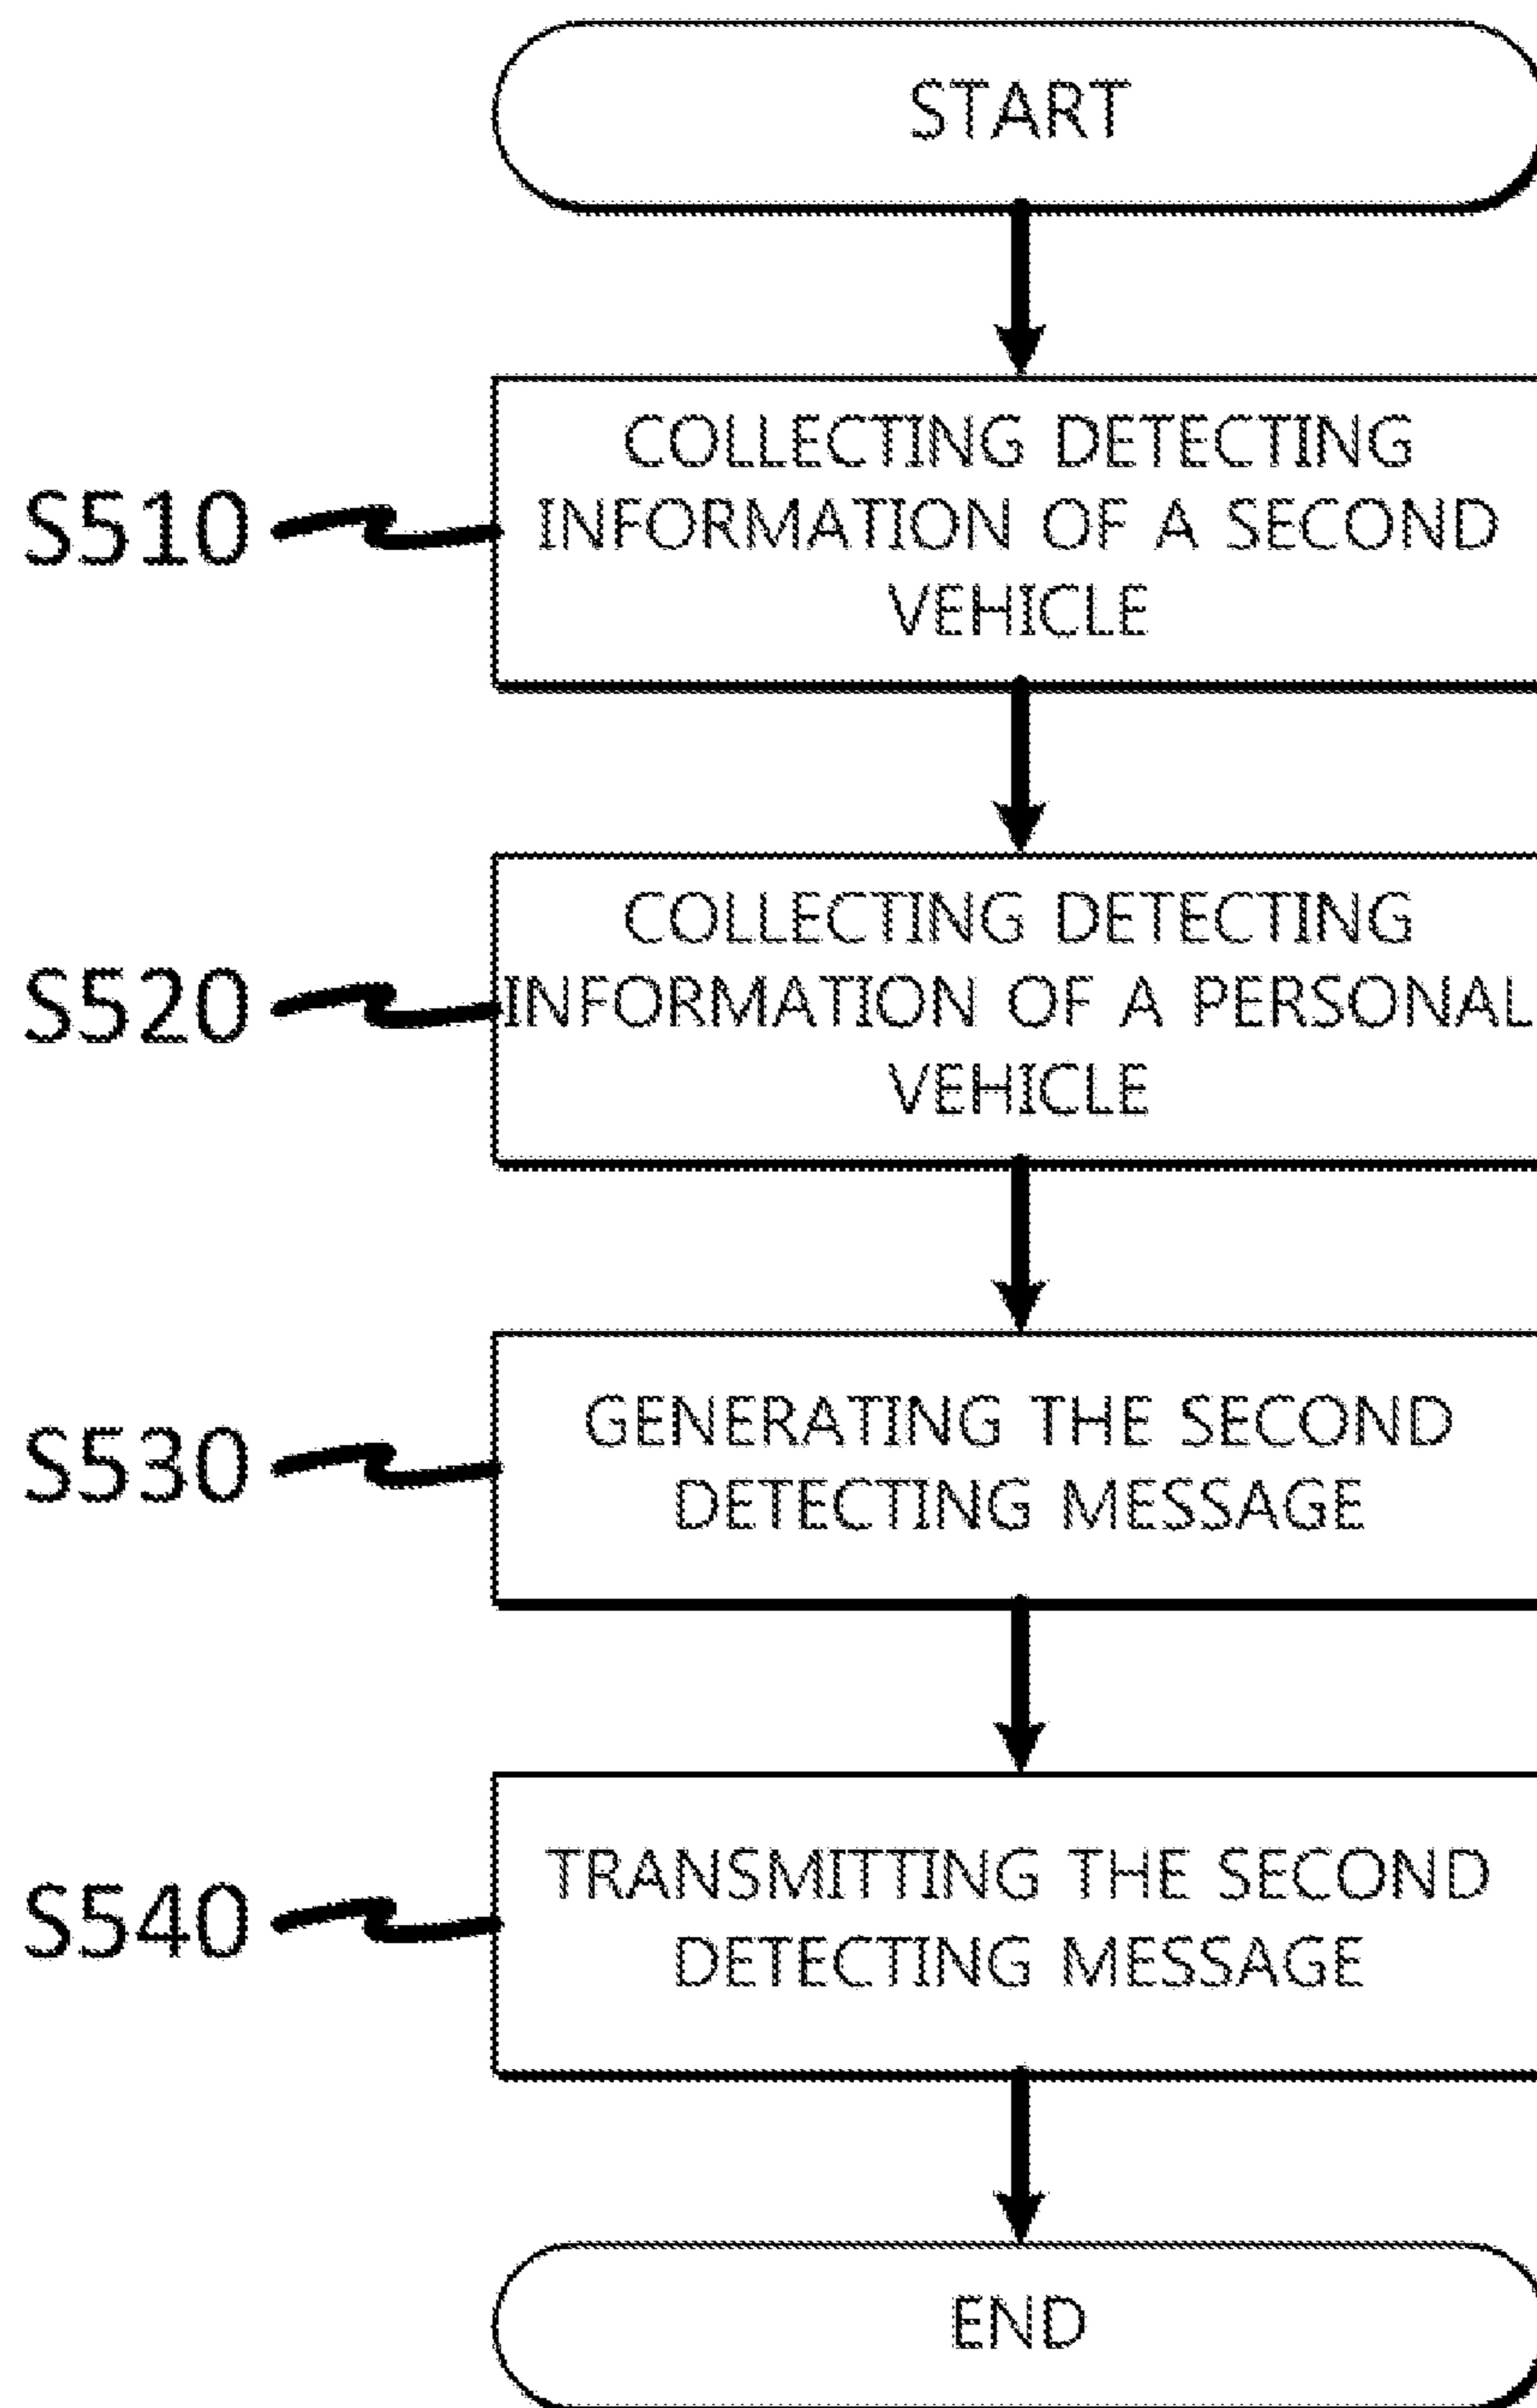 START
COLLECTING DETECTING
S510
INFORMATION OF A SECOND
VEHICLE
COLLECTING DETECTING
S520
INFORMATION OF A PERSONAL
VEHICLE
S530
GENERATING THE SECOND
DETECTING MESSAGE
S540
TRANSMITTING THE SECOND
DETECTING MESSAGE
END